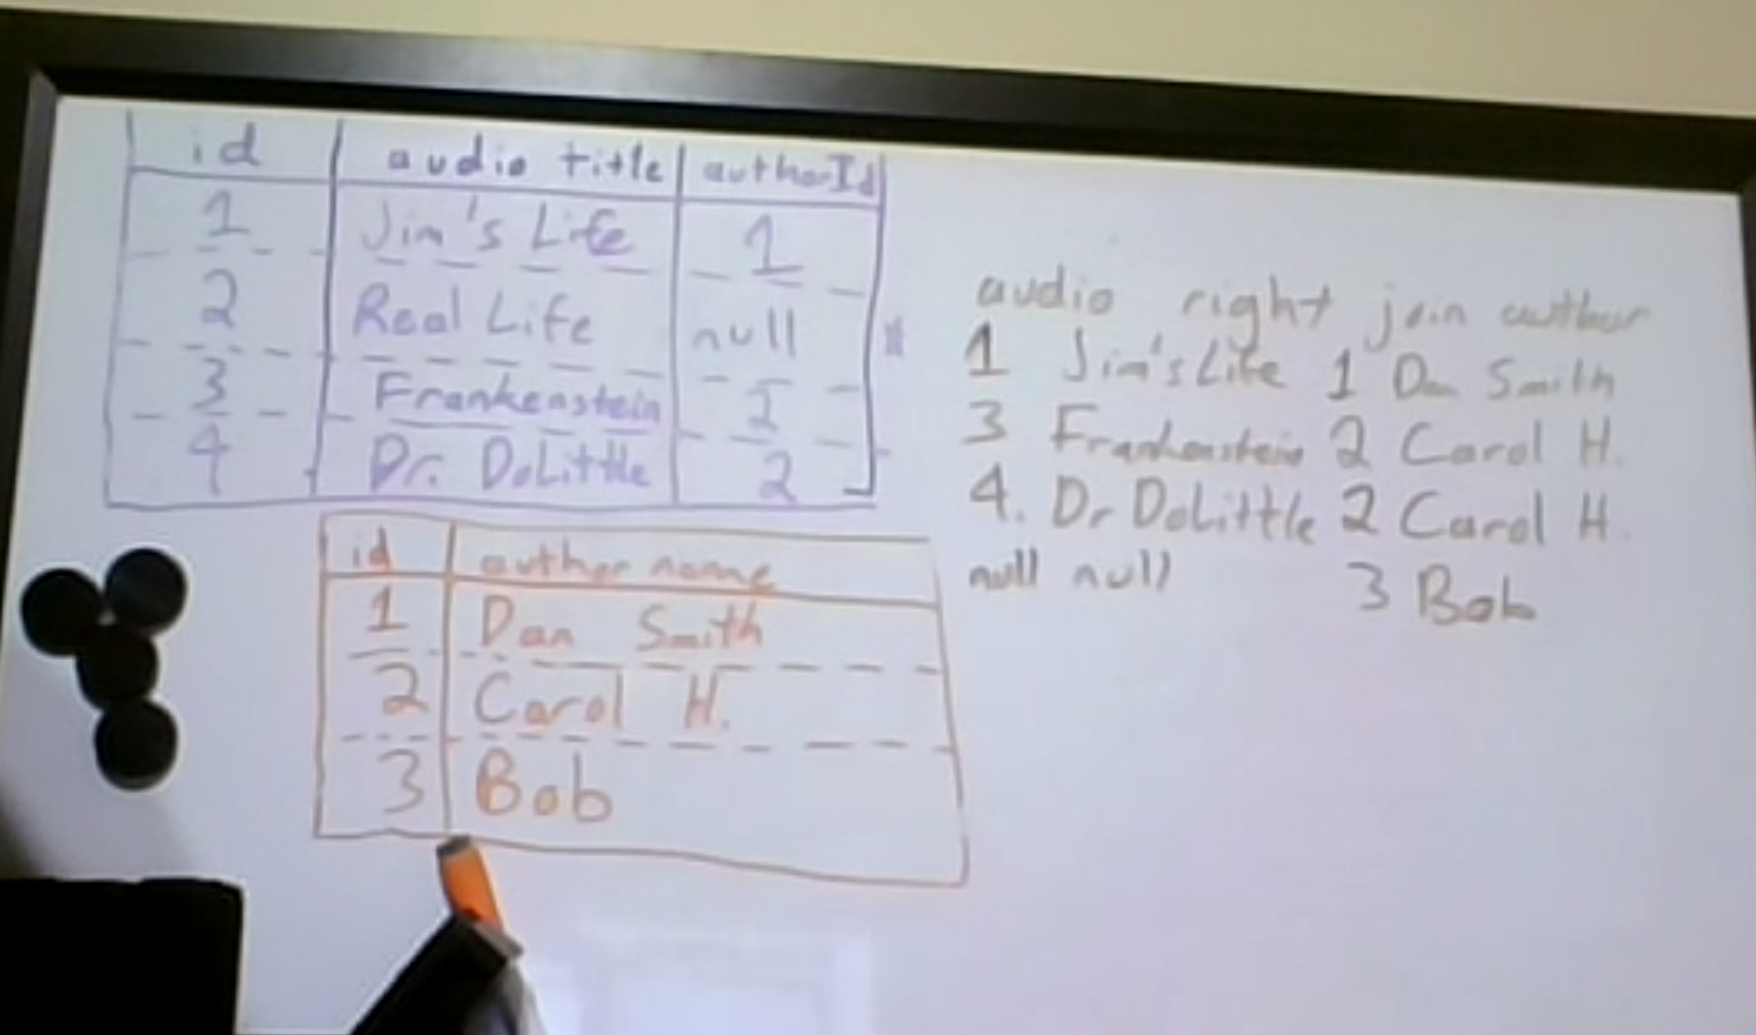 id audio title authorId
1 Jim's Life 1
2 Real Life null
3 Frankenstein 2
4 Dr. DoLittle 2
id author name
1 Dan Smith
2 Carol H.
3 Bob
audio right join author
1 Jim's Life 1 Dan Smith
3 Frankenstein 2 Carol H.
4. Dr DoLittle 2 Carol H.
null null 3 Bob